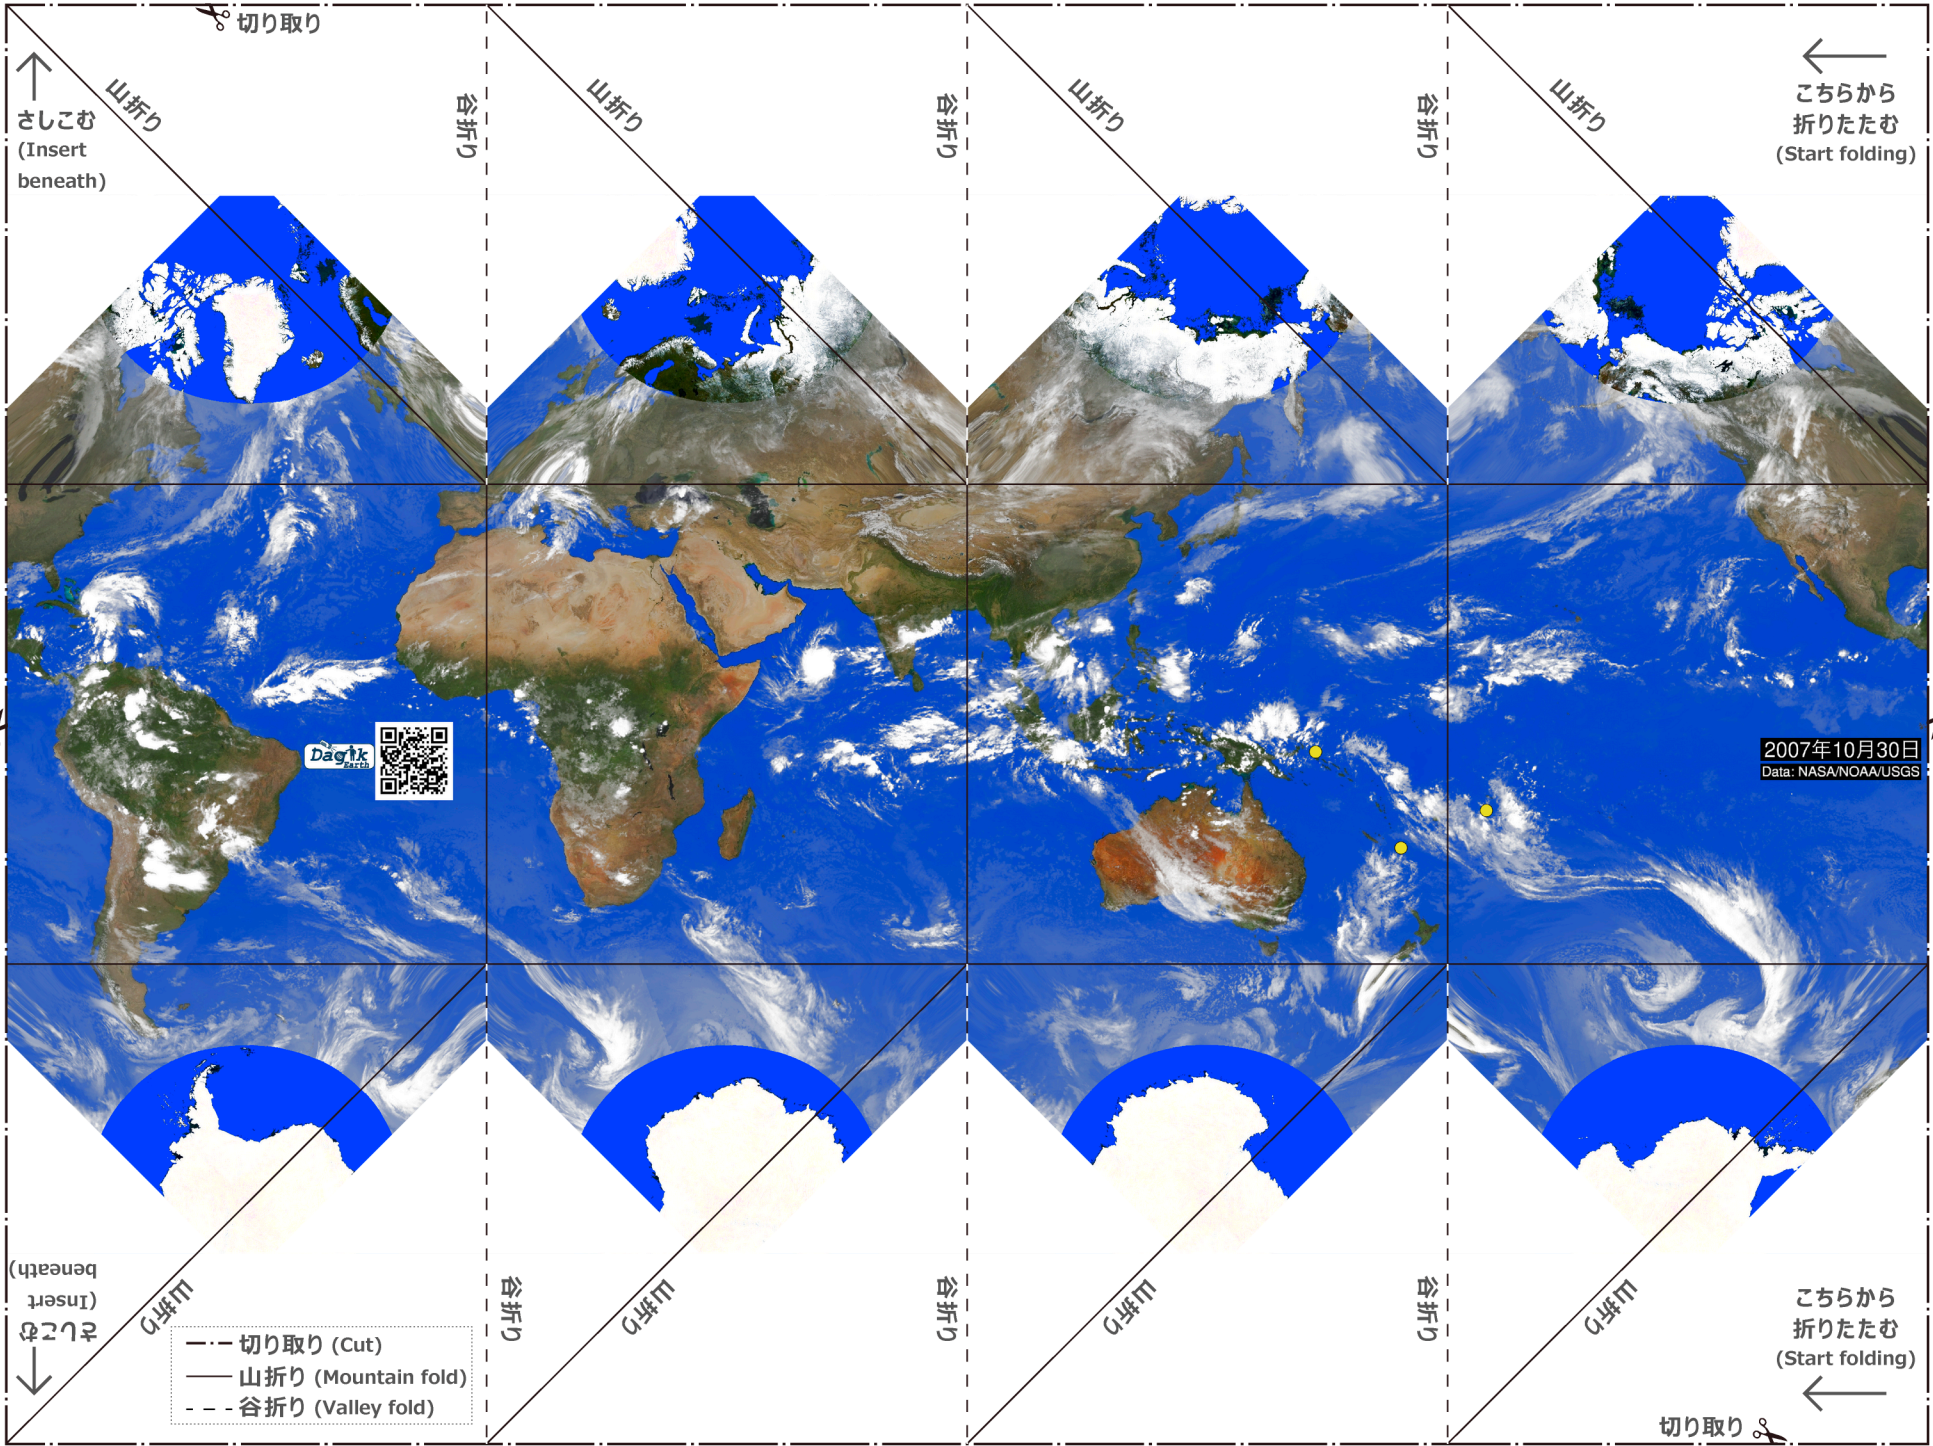 切り取り
山折り
谷折り
山折り
谷折り
山折り
谷折り
山折り
さしこむ
(Insert
beneath)
こちらから
折りたたむ
(Start folding)
Dagik
Earth
2007年10月30日
Data: NASA/NOAA/USGS
さしこむ
(Insert
beneath)
山折り
谷折り
山折り
谷折り
山折り
谷折り
山折り
切り取り (Cut)
山折り (Mountain fold)
谷折り (Valley fold)
こちらから
折りたたむ
(Start folding)
切り取り